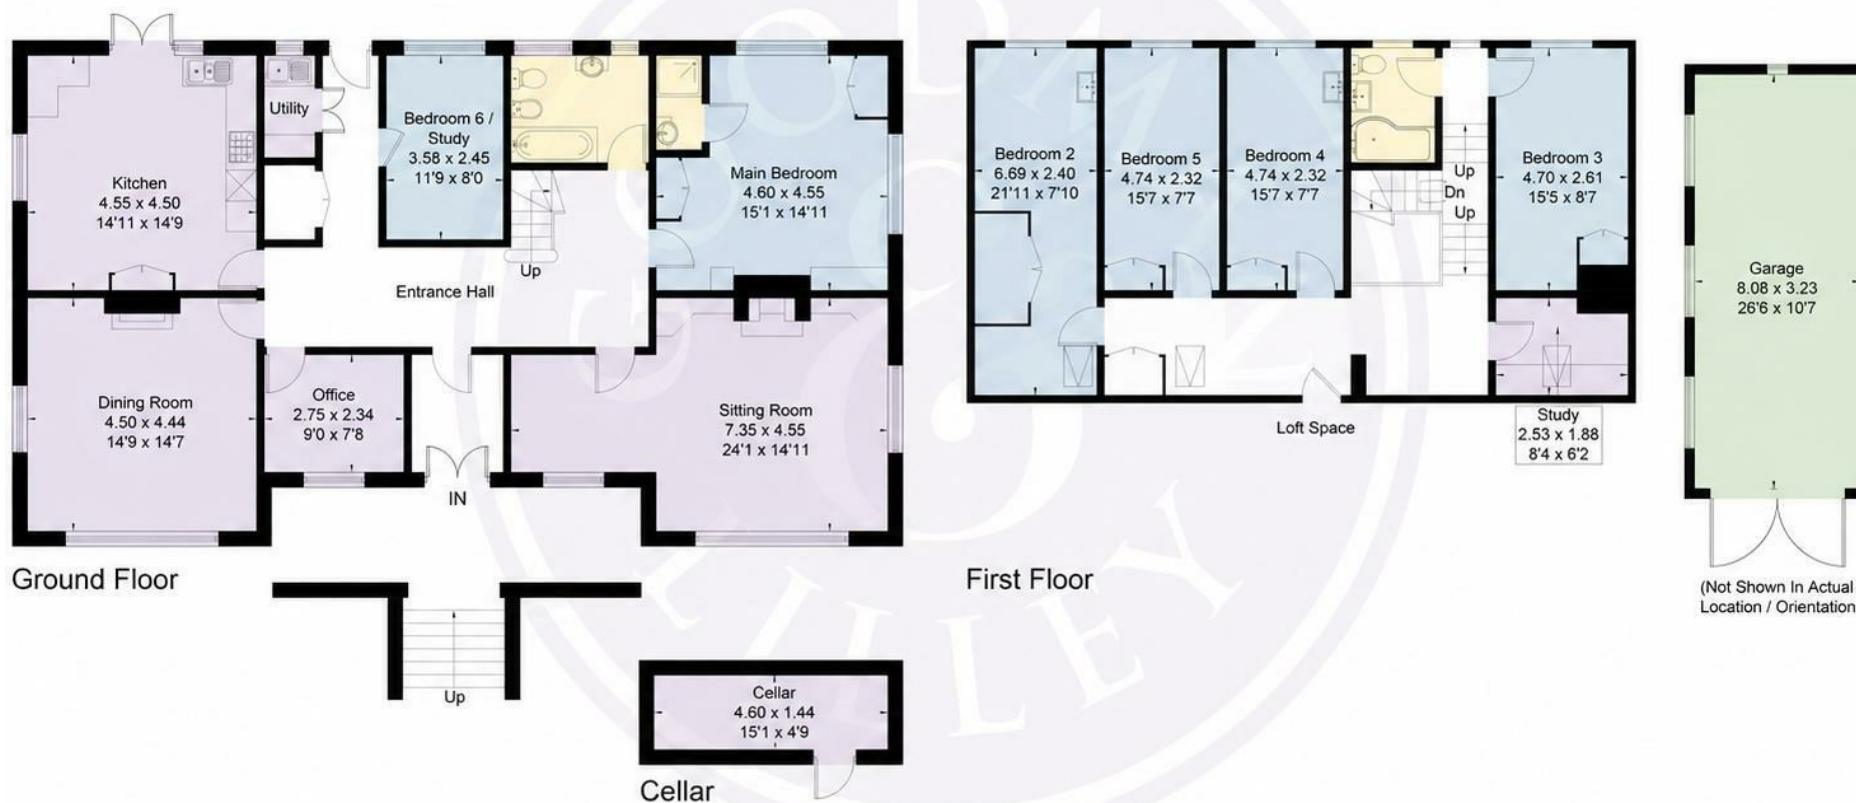 Utility
Bedroom 6 /
Study
3.58 x 2.45
11'9 x 8'0
Kitchen
4.55 x 4.50
14'11 x 14'9
Main Bedroom
4.60 x 4.55
15'1 x 14'11
Up
Entrance Hall
Dining Room
4.50 x 4.44
14'9 x 14'7
Office
2.75 x 2.34
9'0 x 7'8
Sitting Room
7.35 x 4.55
24'1 x 14'11
IN
Ground Floor
Up
Cellar
4.60 x 1.44
15'1 x 4'9
Cellar
Bedroom 2
6.69 x 2.40
21'11 x 7'10
Bedroom 5
4.74 x 2.32
15'7 x 7'7
Bedroom 4
4.74 x 2.32
15'7 x 7'7
Up
Dn
Up
Bedroom 3
4.70 x 2.61
15'5 x 8'7
Loft Space
Study
2.53 x 1.88
8'4 x 6'2
First Floor
Garage
8.08 x 3.23
26'6 x 10'7
(Not Shown In Actual
Location / Orientation
TILLEY